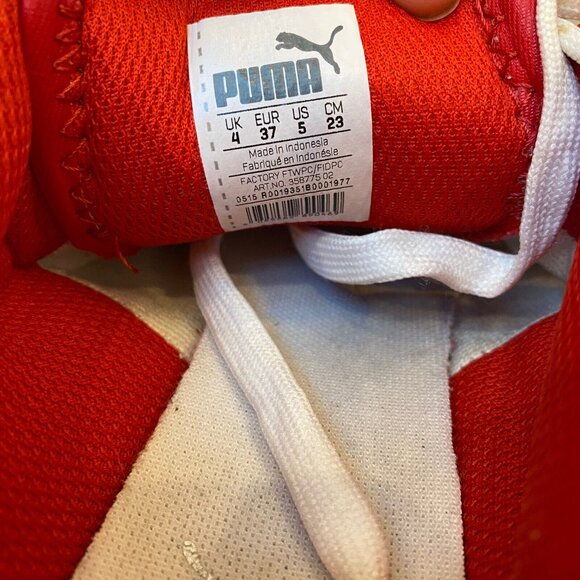 PUMA
UK EUR US CM
4 37 5 23
Made in Indonesia
Fabriqué en Indonésie
FACTORY FTWPC/FIDPC
ART.NO. 358775 02
0515 R0019351B0001977